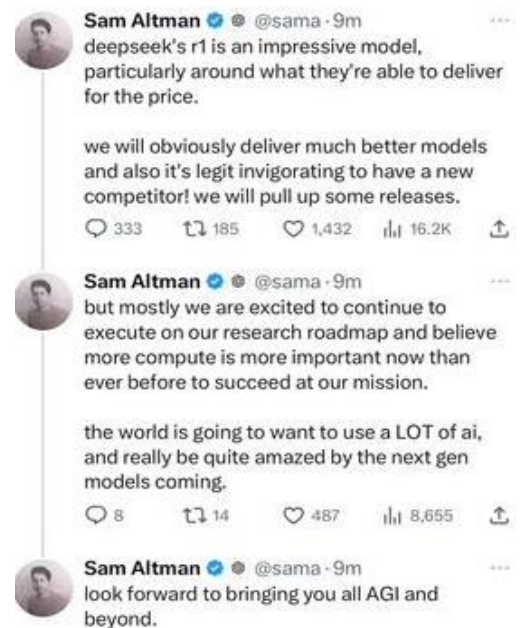 Sam Altman @sama · 9m
deepseek's r1 is an impressive model,
particularly around what they're able to deliver
for the price.
we will obviously deliver much better models
and also it's legit invigorating to have a new
competitor! we will pull up some releases.
333 185 1,432 16.2K
Sam Altman @sama · 9m
but mostly we are excited to continue to
execute on our research roadmap and believe
more compute is more important now than
ever before to succeed at our mission.
the world is going to want to use a LOT of ai,
and really be quite amazed by the next gen
models coming.
8 14 487 8,655
Sam Altman @sama · 9m
look forward to bringing you all AGI and
beyond.